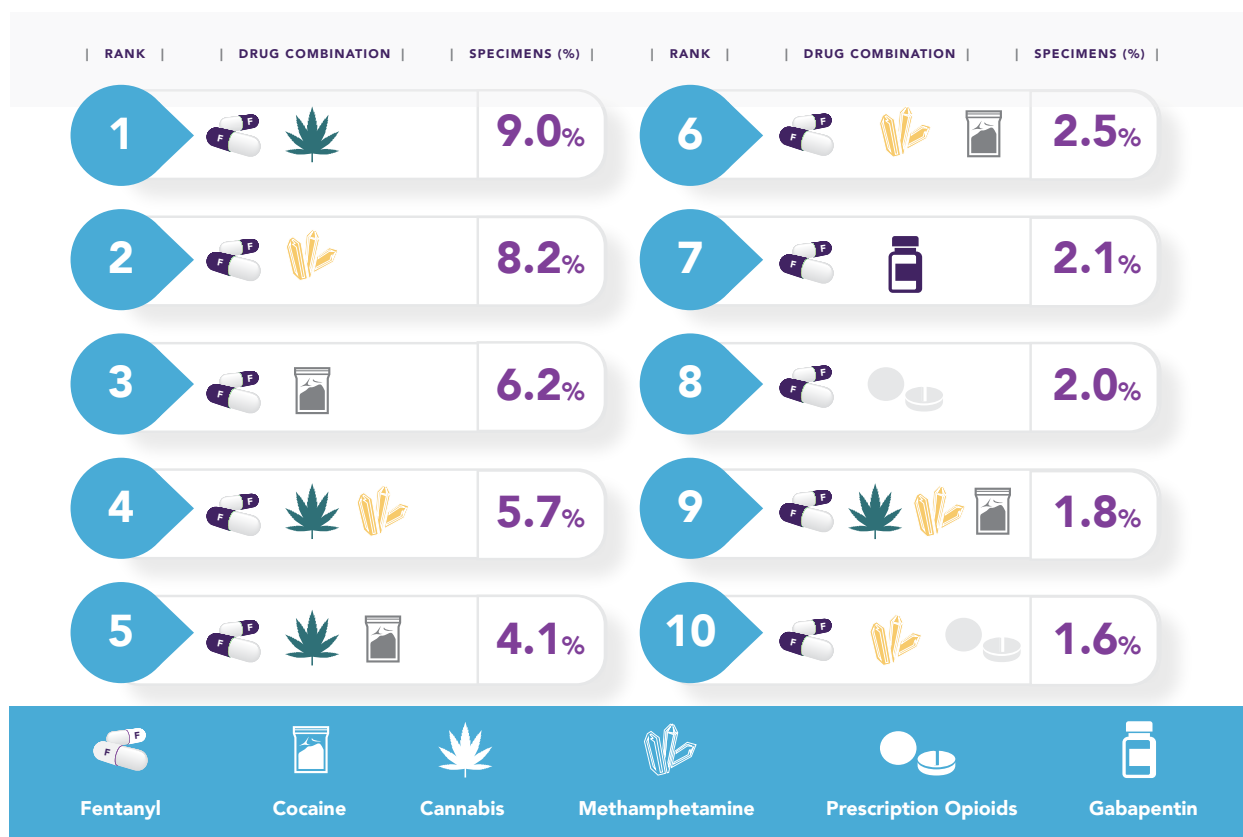 | RANK | | DRUG COMBINATION | | SPECIMENS (%) | | RANK | | DRUG COMBINATION | | SPECIMENS (%) |
1 F F 9.0%
2 F F 8.2%
3 F F 6.2%
4 F F 5.7%
5 F F 4.1%
6 F F 2.5%
7 F F 2.1%
8 F F 2.0%
9 F F 1.8%
10 F F 1.6%
F F
Fentanyl Cocaine Cannabis Methamphetamine Prescription Opioids Gabapentin